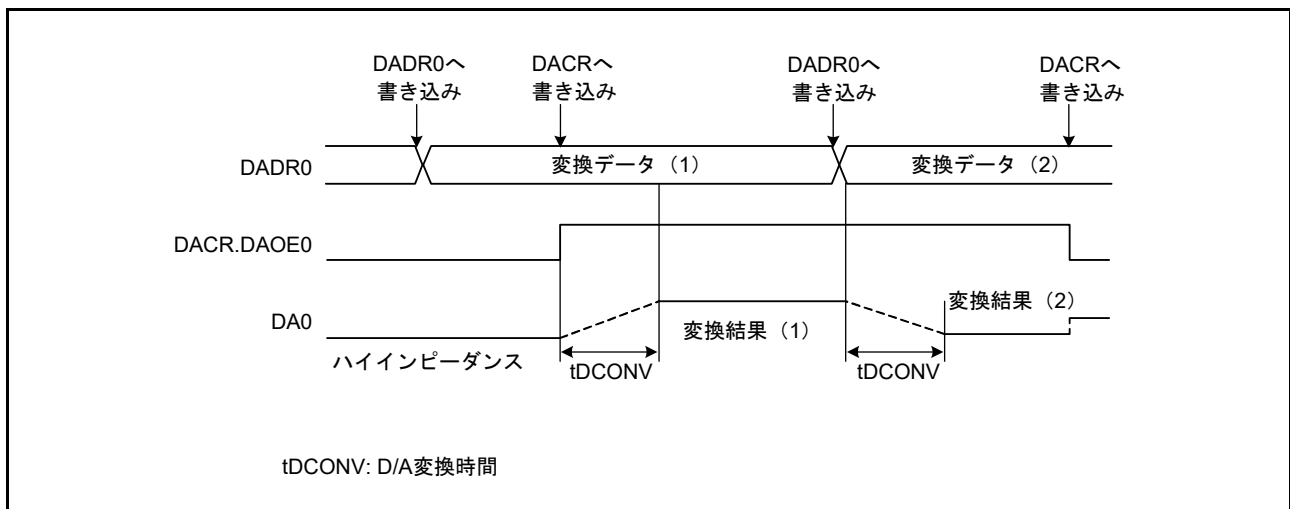 DADR0へ
書き込み
DACRへ
書き込み
DADR0へ
書き込み
DACRへ
書き込み
DADR0
変換データ（1）
変換データ（2）
DACR.DAOE0
DA0
変換結果（1）
変換結果（2）
ハイインピーダンス
tDCONV
tDCONV
tDCONV: D/A変換時間